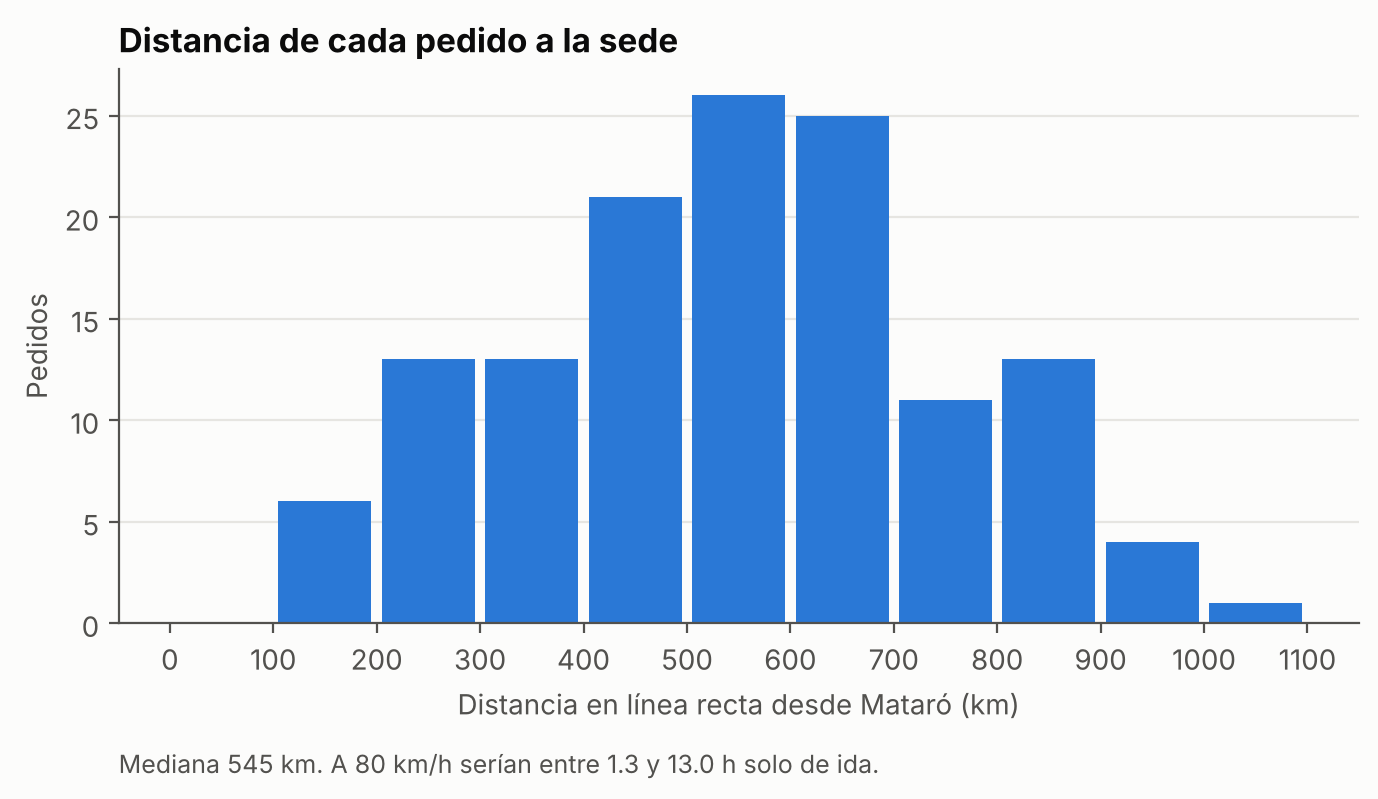 Distancia de cada pedido a la sede
Pedidos
25
20
15
10
5
0
0 100 200 300 400 500 600 700 800 900 1000 1100
Distancia en línea recta desde Mataró (km)
Mediana 545 km. A 80 km/h serían entre 1.3 y 13.0 h solo de ida.